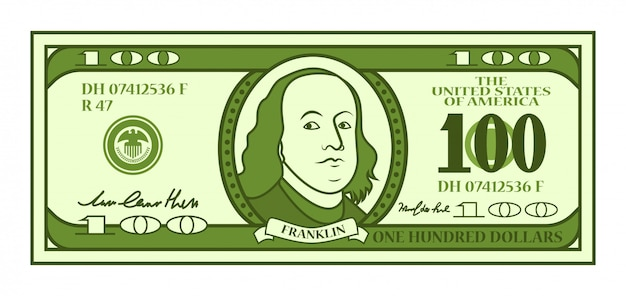 100
100
DH 07412536 F
R 47
THE
UNITED STATES
OF AMERICA
100
DH 07412536 F
100
FRANKLIN
100
ONE HUNDRED DOLLARS